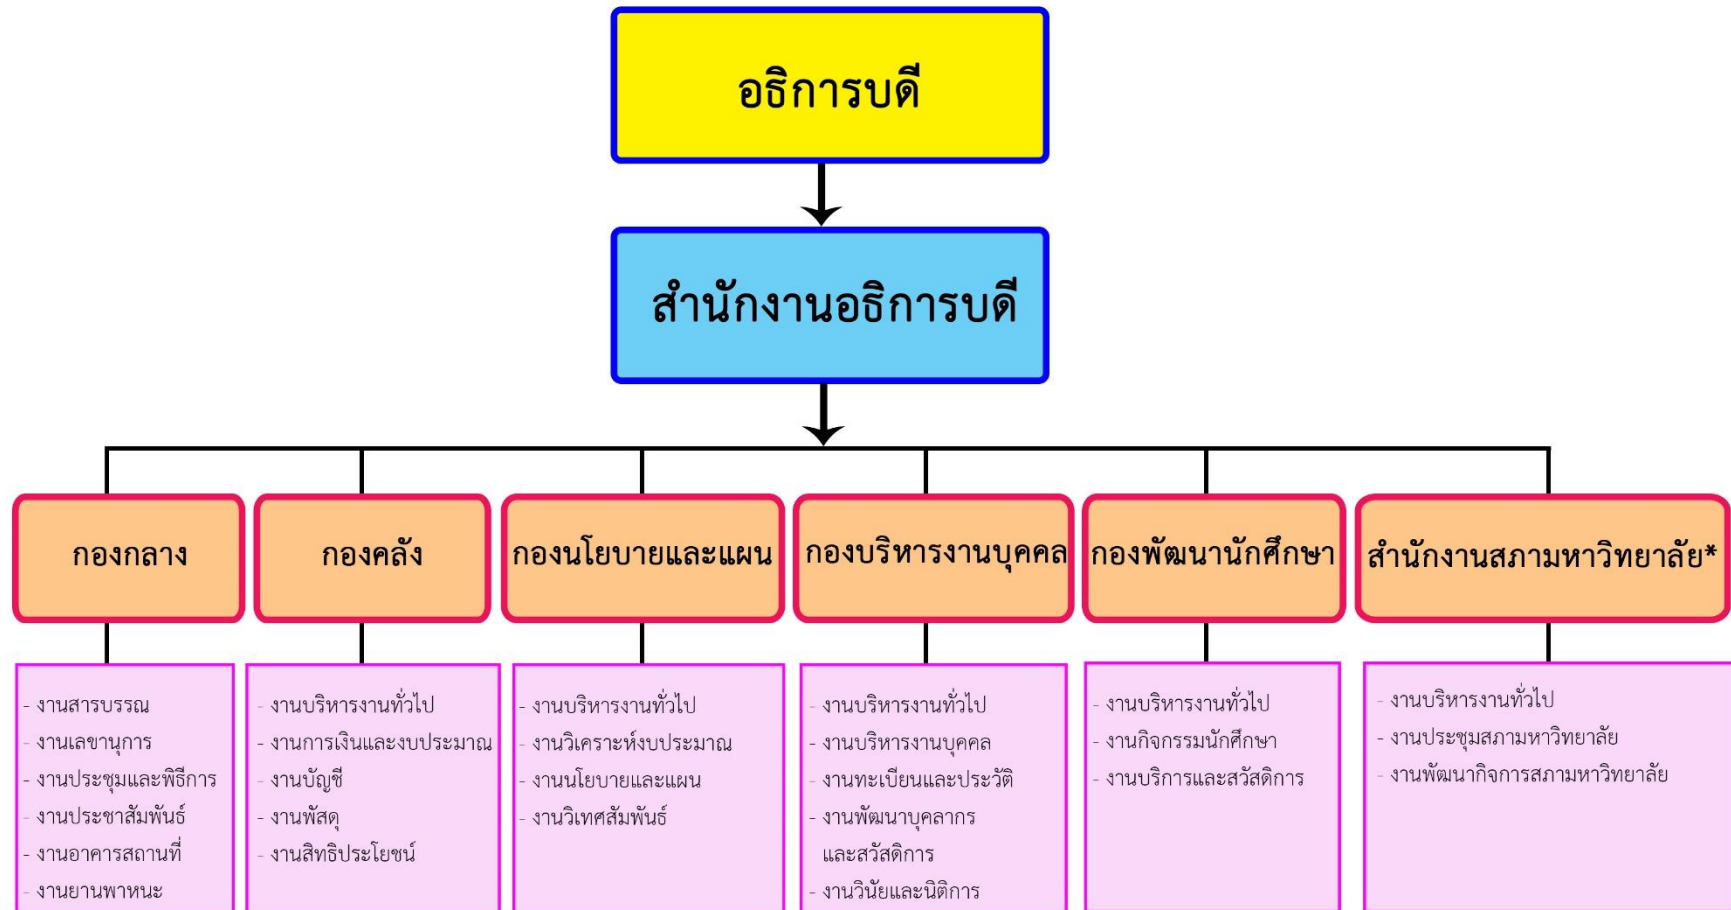 อธิการบดี
สำนักงานอธิการบดี
กองกลาง
กองคลัง
กองนโยบายและแผน
กองบริหารงานบุคคล
กองพัฒนานักศึกษา
สำนักงานสภามหาวิทยาลัย*
- งานสารบรรณ
- งานเลขานุการ
- งานประชุมและพิธีการ
- งานประชาสัมพันธ์
- งานอาคารสถานที่
- งานยานพาหนะ
- งานบริหารงานทั่วไป
- งานการเงินและงบประมาณ
- งานบัญชี
- งานพัสดุ
- งานสิทธิประโยชน์
- งานบริหารงานทั่วไป
- งานวิเคราะห์งบประมาณ
- งานนโยบายและแผน
- งานวิเทศสัมพันธ์
- งานบริหารงานทั่วไป
- งานบริหารงานบุคคล
- งานทะเบียนและประวัติ
- งานพัฒนาบุคลากร
และสวัสดิการ
- งานวินัยและนิติการ
- งานบริหารงานทั่วไป
- งานกิจกรรมนักศึกษา
- งานบริการและสวัสดิการ
- งานบริหารงานทั่วไป
- งานประชุมสภามหาวิทยาลัย
- งานพัฒนากิจการสภามหาวิทยาลัย